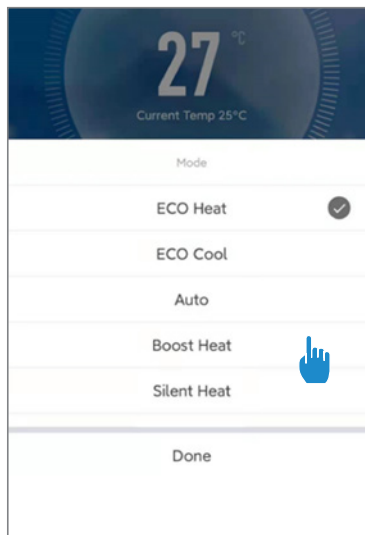 27 °C
Current Temp 25°C
Mode
ECO Heat
ECO Cool
Auto
Boost Heat
Silent Heat
Done